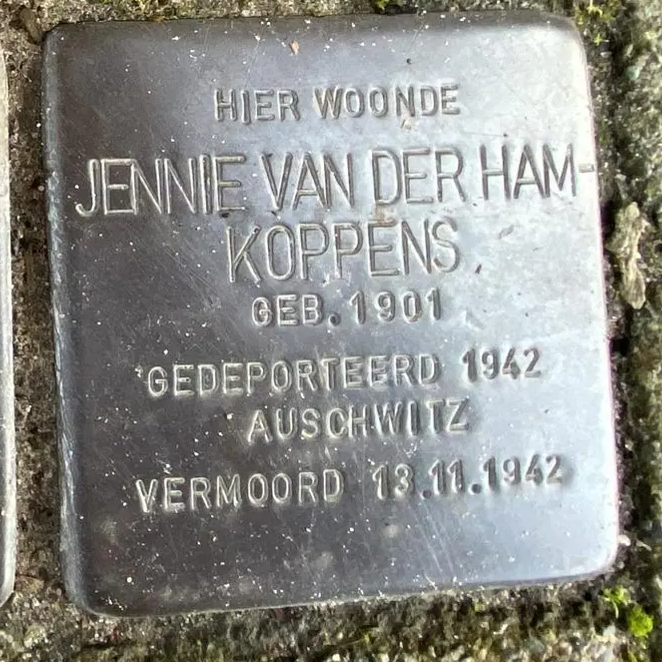 HIER WOONDE
JENNIE VAN DER HAM-
KOPPENS
GEB. 1901
GEDEPORTEERD 1942
AUSCHWITZ
VERMOORD 13.11.1942